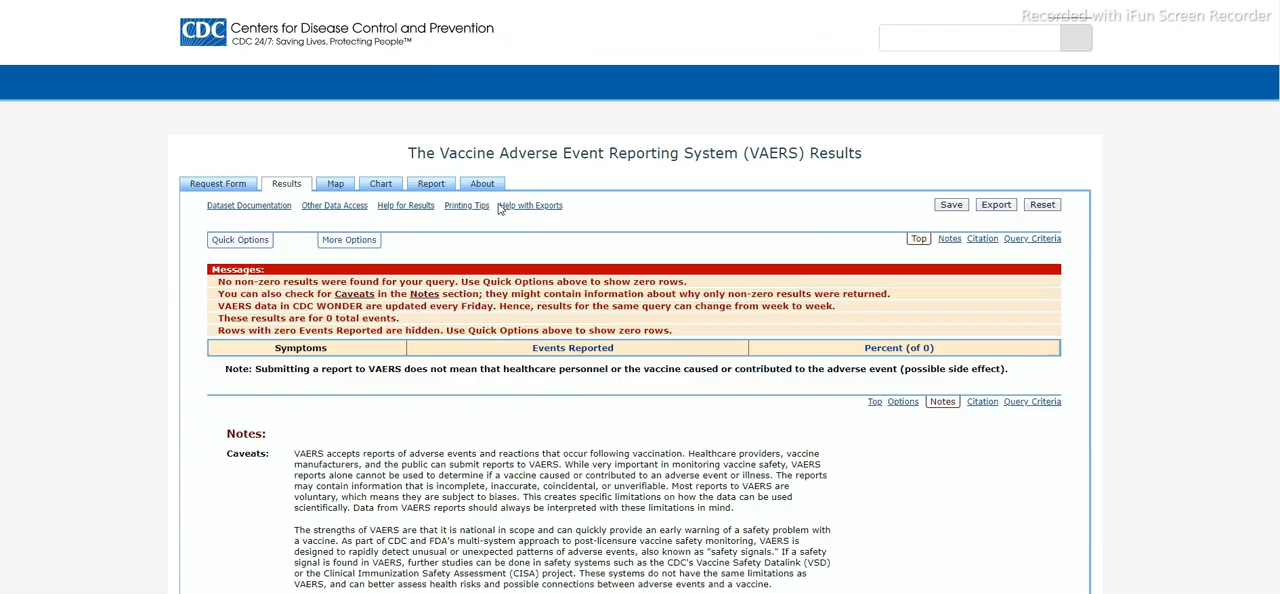 Recorded with iFun Screen Recorder
CDC Centers for Disease Control and Prevention
CDC 24/7: Saving Lives. Protecting People™
The Vaccine Adverse Event Reporting System (VAERS) Results
Request Form Results Map Chart Report About
Dataset Documentation Other Data Access Help for Results Printing Tips Help with Exports Save Export Reset
Quick Options More Options Top Notes Citation Query Criteria
Messages:
No non-zero results were found for your query. Use Quick Options above to show zero rows.
You can also check for Caveats in the Notes section; they might contain information about why only non-zero results were returned.
VAERS data in CDC WONDER are updated every Friday. Hence, results for the same query can change from week to week.
These results are for 0 total events.
Rows with zero Events Reported are hidden. Use Quick Options above to show zero rows.
Symptoms Events Reported Percent (of 0)
Note: Submitting a report to VAERS does not mean that healthcare personnel or the vaccine caused or contributed to the adverse event (possible side effect).
Top Options Notes Citation Query Criteria
Notes:
Caveats: VAERS accepts reports of adverse events and reactions that occur following vaccination. Healthcare providers, vaccine
manufacturers, and the public can submit reports to VAERS. While very important in monitoring vaccine safety, VAERS
reports alone cannot be used to determine if a vaccine caused or contributed to an adverse event or illness. The reports
may contain information that is incomplete, inaccurate, coincidental, or unverifiable. Most reports to VAERS are
voluntary, which means they are subject to biases. This creates specific limitations on how the data can be used
scientifically. Data from VAERS reports should always be interpreted with these limitations in mind.
The strengths of VAERS are that it is national in scope and can quickly provide an early warning of a safety problem with
a vaccine. As part of CDC and FDA's multi-system approach to post-licensure vaccine safety monitoring, VAERS is
designed to rapidly detect unusual or unexpected patterns of adverse events, also known as "safety signals." If a safety
signal is found in VAERS, further studies can be done in safety systems such as the CDC's Vaccine Safety Datalink (VSD)
or the Clinical Immunization Safety Assessment (CISA) project. These systems do not have the same limitations as
VAERS, and can better assess health risks and possible connections between adverse events and a vaccine.